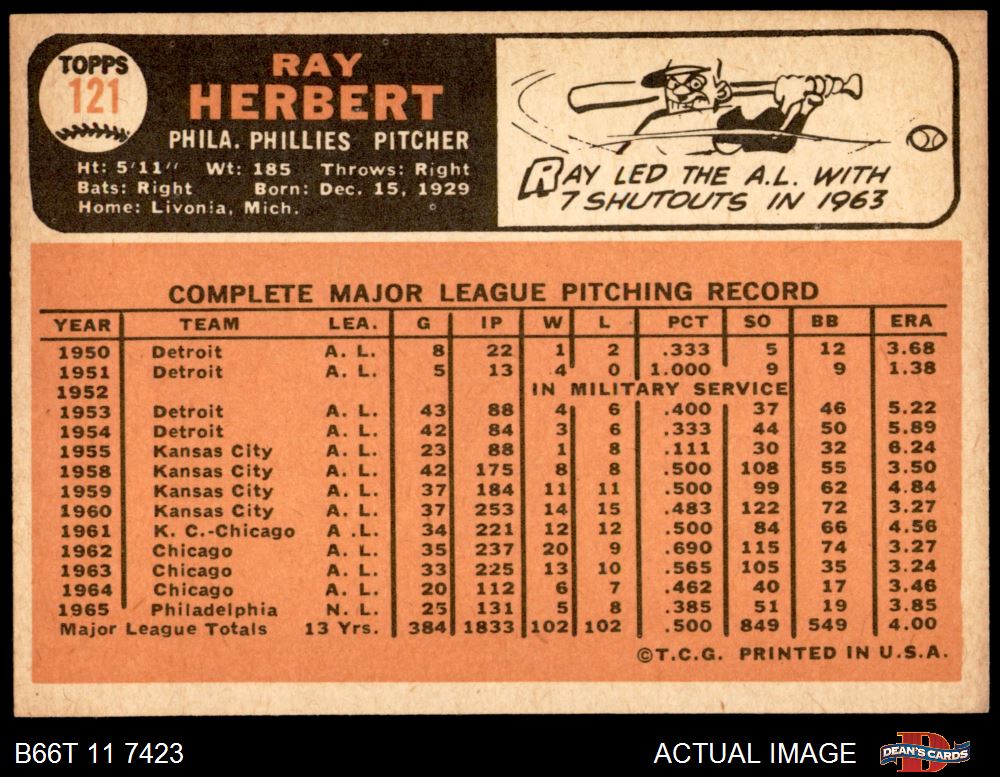 TOPPS
121
RAY
HERBERT
PHILA. PHILLIES PITCHER
Ht: 5'11" Wt: 185 Throws: Right
Bats: Right Born: Dec. 15, 1929
Home: Livonia, Mich.
RAY LED THE A.L. WITH
7 SHUTOUTS IN 1963
COMPLETE MAJOR LEAGUE PITCHING RECORD
YEAR TEAM LEA. G IP W L PCT SO BB ERA
1950 Detroit A. L. 8 22 1 2 .333 5 12 3.68
1951 Detroit A. L. 5 13 4 0 1.000 9 9 1.38
1952 IN MILITARY SERVICE
1953 Detroit A. L. 43 88 4 6 .400 37 46 5.22
1954 Detroit A. L. 42 84 3 6 .333 44 50 5.89
1955 Kansas City A. L. 23 88 1 8 .111 30 32 6.24
1958 Kansas City A. L. 42 175 8 8 .500 108 55 3.50
1959 Kansas City A. L. 37 184 11 11 .500 99 62 4.84
1960 Kansas City A. L. 37 253 14 15 .483 122 72 3.27
1961 K. C.-Chicago A .L. 34 221 12 12 .500 84 66 4.56
1962 Chicago A. L. 35 237 20 9 .690 115 74 3.27
1963 Chicago A. L. 33 225 13 10 .565 105 35 3.24
1964 Chicago A. L. 20 112 6 7 .462 40 17 3.46
1965 Philadelphia N. L. 25 131 5 8 .385 51 19 3.85
Major League Totals 13 Yrs. 384 1833 102 102 .500 849 549 4.00
©T.C.G. PRINTED IN U.S.A.
B66T 11 7423 ACTUAL IMAGE DEAN'S CARDS